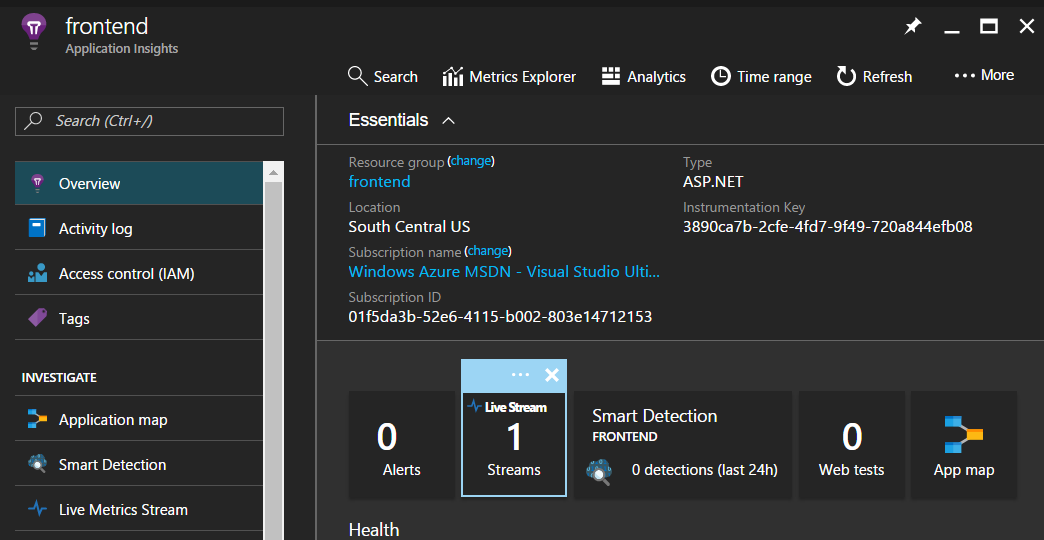 frontend
Application Insights
Search
Metrics Explorer
Analytics
Time range
Refresh
••• More
Search (Ctrl+/)
Overview
Activity log
Access control (IAM)
Tags
INVESTIGATE
Application map
Smart Detection
Live Metrics Stream
Essentials
Resource group (change)
frontend
Type
ASP.NET
Location
South Central US
Instrumentation Key
3890ca7b-2cfe-4fd7-9f49-720a844efb08
Subscription name (change)
Windows Azure MSDN - Visual Studio Ulti...
Subscription ID
01f5da3b-52e6-4115-b002-803e14712153
0
Alerts
Live Stream
1
Streams
Smart Detection
FRONTEND
0 detections (last 24h)
0
Web tests
App map
Health